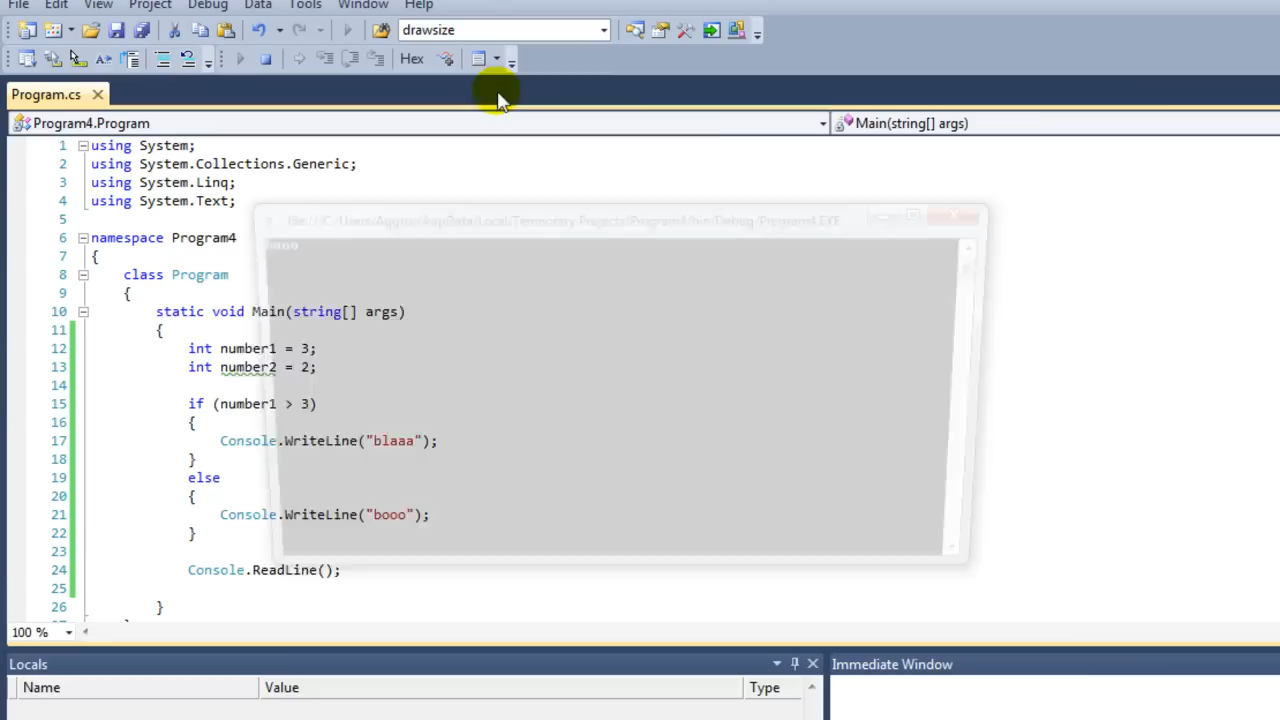 File Edit View Project Debug Data Tools Window Help
drawsize
Hex
Program.cs
Program4.Program
Main(string[] args)
1 using System;
2 using System.Collections.Generic;
3 using System.Linq;
4 using System.Text;
5
6 namespace Program4
7 {
8 class Program
9 {
10 static void Main(string[] args)
11 {
12 int number1 = 3;
13 int number2 = 2;
14
15 if (number1 > 3)
16 {
17 Console.WriteLine("blaaa");
18 }
19 else
20 {
21 Console.WriteLine("booo");
22 }
23
24 Console.ReadLine();
25
26 }
100 %
Locals
Immediate Window
Name Value Type